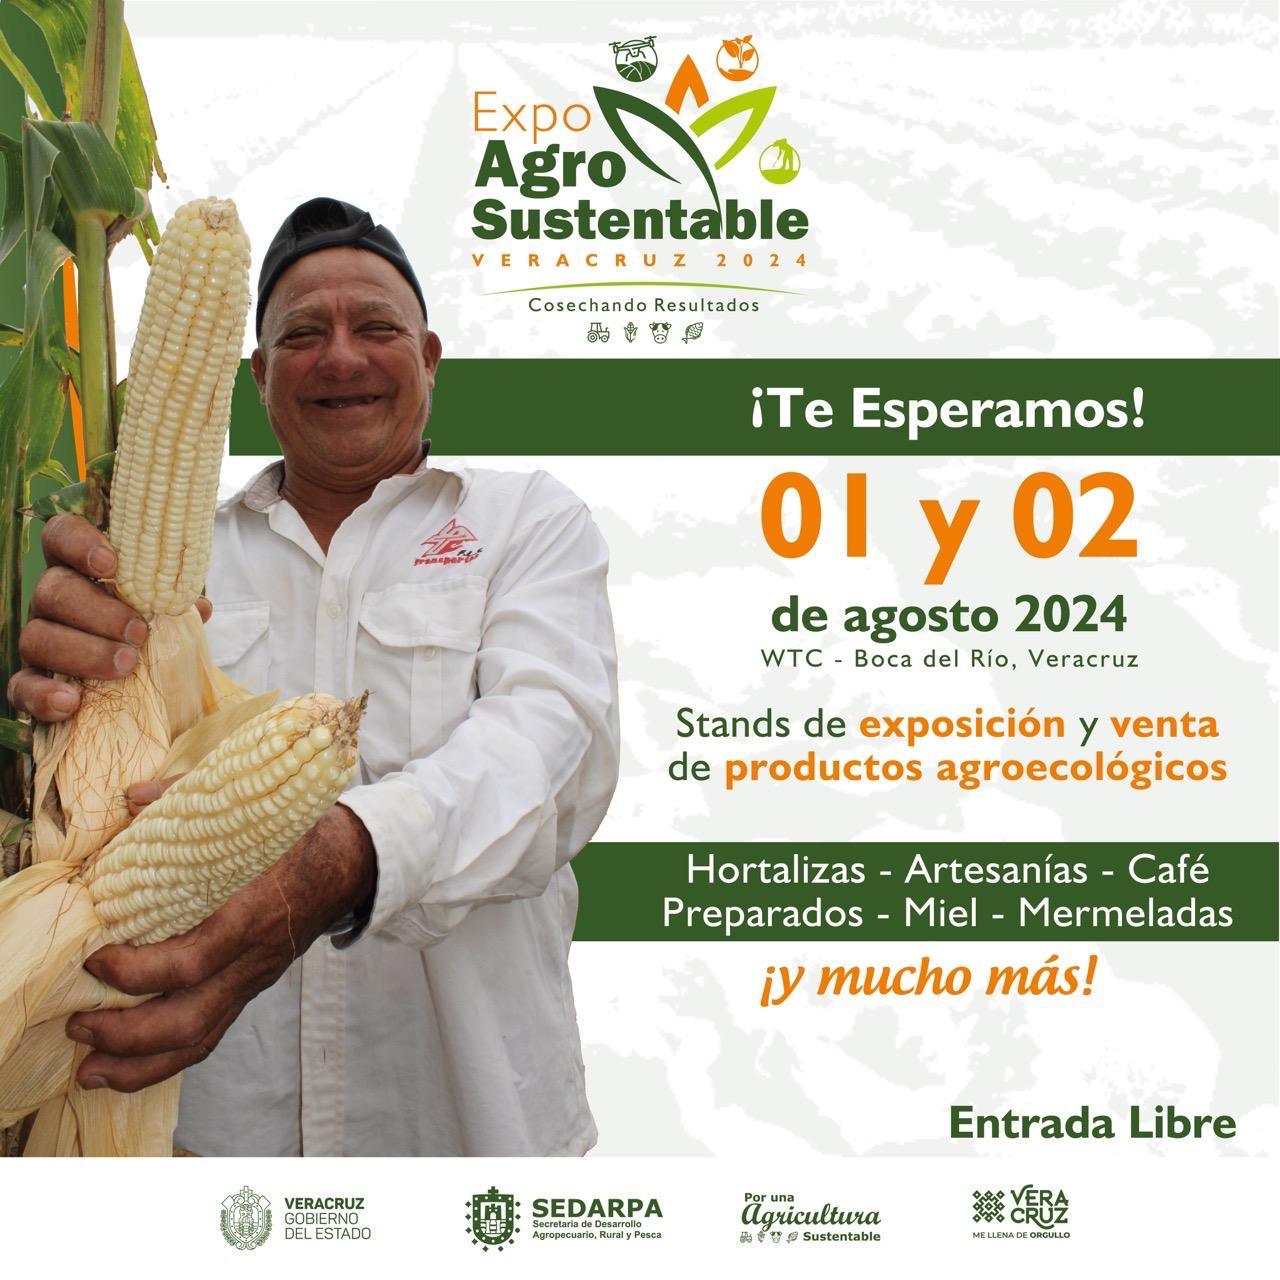 Expo
Agro
Sustentable
VERACRUZ 2024
Cosechando Resultados
¡Te Esperamos!
01 y 02
de agosto 2024
WTC - Boca del Río, Veracruz
Stands de exposición y venta
de productos agroecológicos
Hortalizas - Artesanías - Café
Preparados - Miel - Mermeladas
¡y mucho más!
Entrada Libre
VERACRUZ
GOBIERNO
DEL ESTADO
SEDARPA
Secretaria de Desarrollo
Agropecuario, Rural y Pesca
Por una
Agricultura
Sustentable
VERA
CRUZ
ME LLENA DE ORGULLO